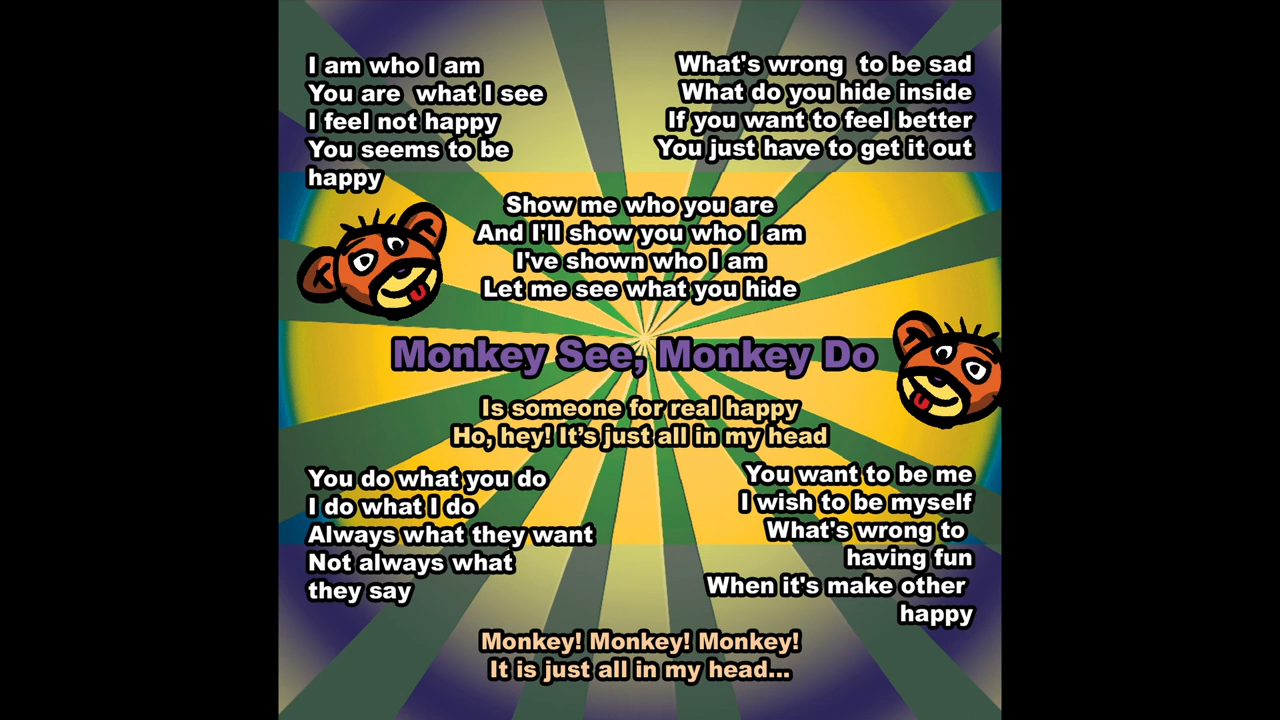 I am who I am
You are  what I see
I feel not happy
You seems to be
happy
What's wrong  to be sad
What do you hide inside
If you want to feel better
You just have to get it out
Show me who you are
And I'll show you who I am
I've shown who I am
Let me see what you hide
Monkey See, Monkey Do
Is someone for real happy
Ho, hey! It’s just all in my head
You do what you do
I do what I do
Always what they want
Not always what
they say
You want to be me
I wish to be myself
What's wrong to
having fun
When it's make other
happy
Monkey! Monkey! Monkey!
It is just all in my head...